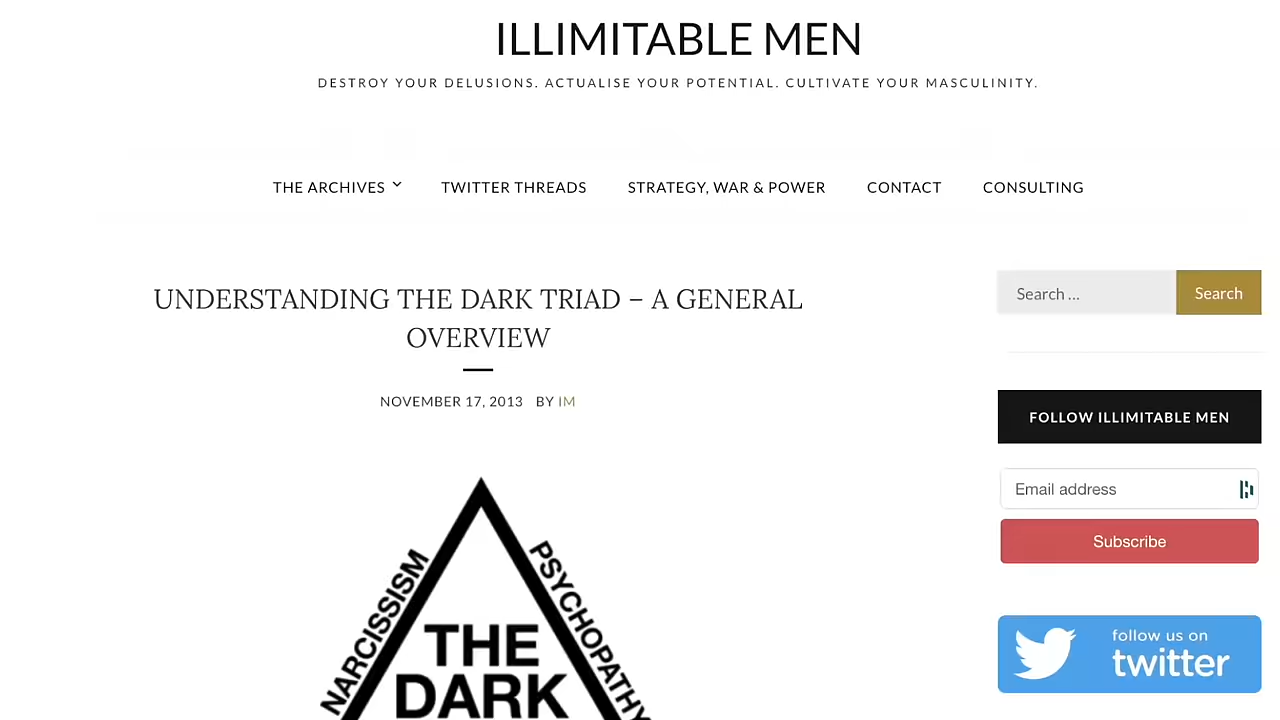 ILLIMITABLE MEN
DESTROY YOUR DELUSIONS. ACTUALISE YOUR POTENTIAL. CULTIVATE YOUR MASCULINITY.
THE ARCHIVES
TWITTER THREADS
STRATEGY, WAR & POWER
CONTACT
CONSULTING
UNDERSTANDING THE DARK TRIAD – A GENERAL
OVERVIEW
NOVEMBER 17, 2013 BY IM
NARCISSISM
PSYCHOPATHY
THE
DARK
Search ...
Search
FOLLOW ILLIMITABLE MEN
Email address
Subscribe
follow us on
twitter